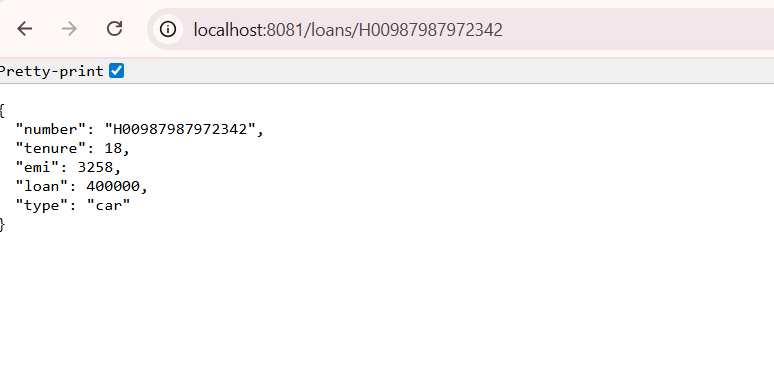 localhost:8081/loans/H00987987972342
Pretty-print
{
  "number": "H00987987972342",
  "tenure": 18,
  "emi": 3258,
  "loan": 400000,
  "type": "car"
}